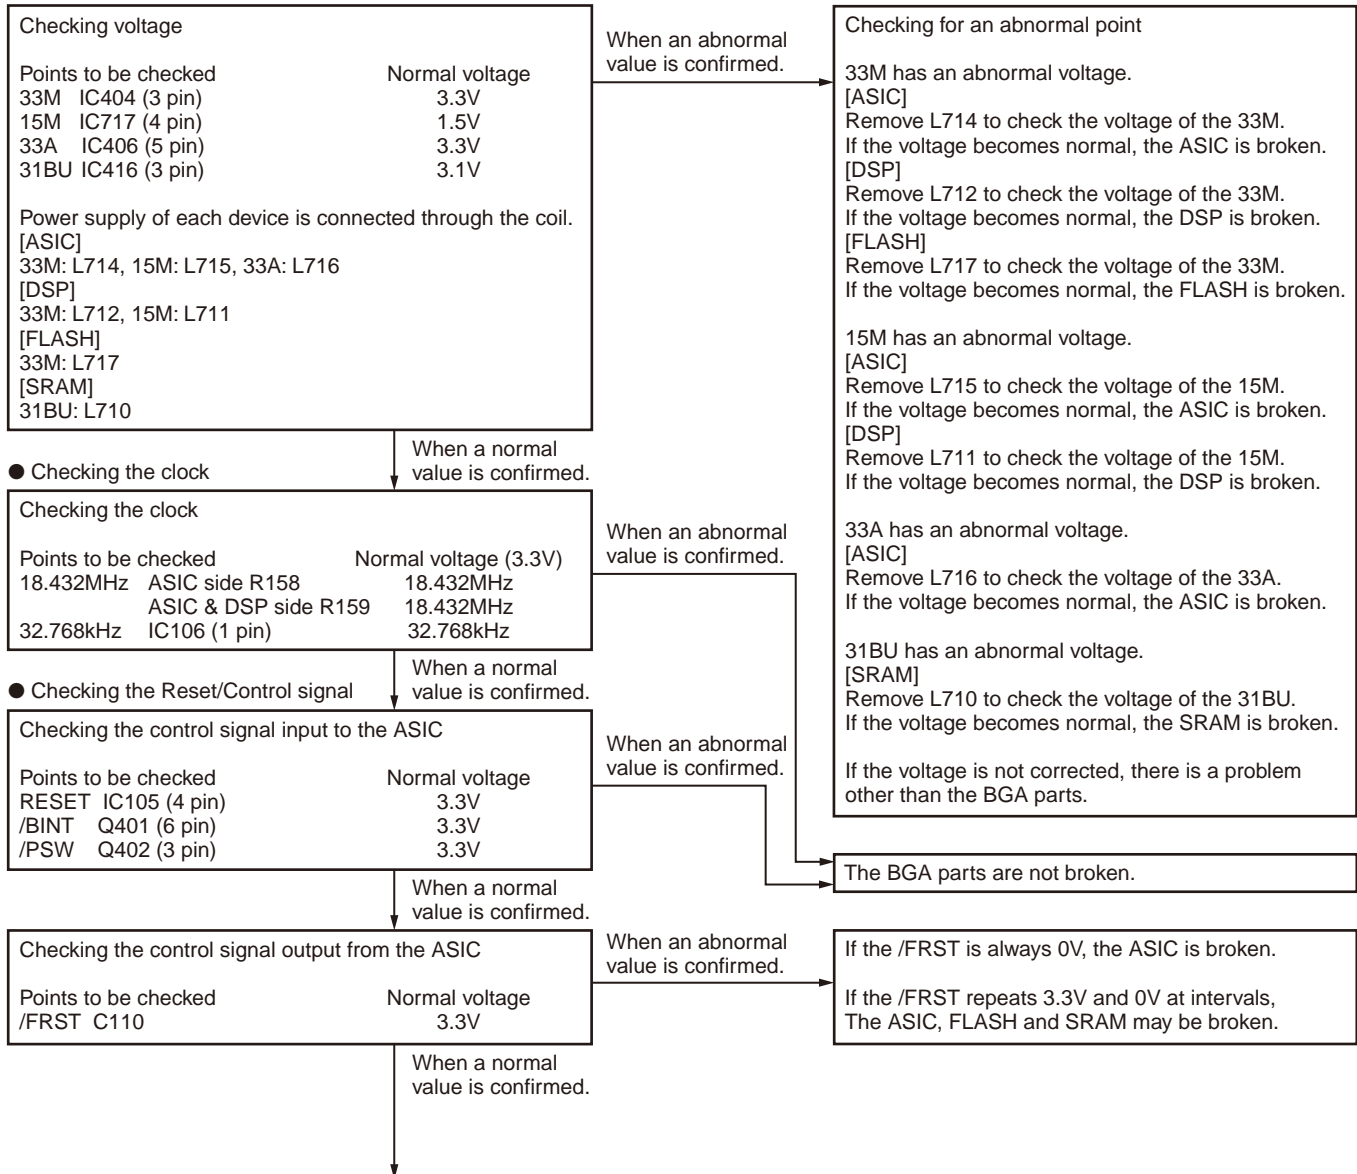 Checking voltage
Points to be checked Normal voltage
33M IC404 (3 pin) 3.3V
15M IC717 (4 pin) 1.5V
33A IC406 (5 pin) 3.3V
31BU IC416 (3 pin) 3.1V
Power supply of each device is connected through the coil.
[ASIC]
33M: L714, 15M: L715, 33A: L716
[DSP]
33M: L712, 15M: L711
[FLASH]
33M: L717
[SRAM]
31BU: L710
When an abnormal
value is confirmed.
Checking for an abnormal point
33M has an abnormal voltage.
[ASIC]
Remove L714 to check the voltage of the 33M.
If the voltage becomes normal, the ASIC is broken.
[DSP]
Remove L712 to check the voltage of the 33M.
If the voltage becomes normal, the DSP is broken.
[FLASH]
Remove L717 to check the voltage of the 33M.
If the voltage becomes normal, the FLASH is broken.
15M has an abnormal voltage.
[ASIC]
Remove L715 to check the voltage of the 15M.
If the voltage becomes normal, the ASIC is broken.
[DSP]
Remove L711 to check the voltage of the 15M.
If the voltage becomes normal, the DSP is broken.
33A has an abnormal voltage.
[ASIC]
Remove L716 to check the voltage of the 33A.
If the voltage becomes normal, the ASIC is broken.
31BU has an abnormal voltage.
[SRAM]
Remove L710 to check the voltage of the 31BU.
If the voltage becomes normal, the SRAM is broken.
If the voltage is not corrected, there is a problem
other than the BGA parts.
When a normal
value is confirmed.
● Checking the clock
Checking the clock
Points to be checked Normal voltage (3.3V)
18.432MHz ASIC side R158 18.432MHz
ASIC & DSP side R159 18.432MHz
32.768kHz IC106 (1 pin) 32.768kHz
When an abnormal
value is confirmed.
When a normal
value is confirmed.
● Checking the Reset/Control signal
Checking the control signal input to the ASIC
Points to be checked Normal voltage
RESET IC105 (4 pin) 3.3V
/BINT Q401 (6 pin) 3.3V
/PSW Q402 (3 pin) 3.3V
When an abnormal
value is confirmed.
The BGA parts are not broken.
When a normal
value is confirmed.
Checking the control signal output from the ASIC
Points to be checked Normal voltage
/FRST C110 3.3V
When an abnormal
value is confirmed.
If the /FRST is always 0V, the ASIC is broken.
If the /FRST repeats 3.3V and 0V at intervals,
The ASIC, FLASH and SRAM may be broken.
When a normal
value is confirmed.